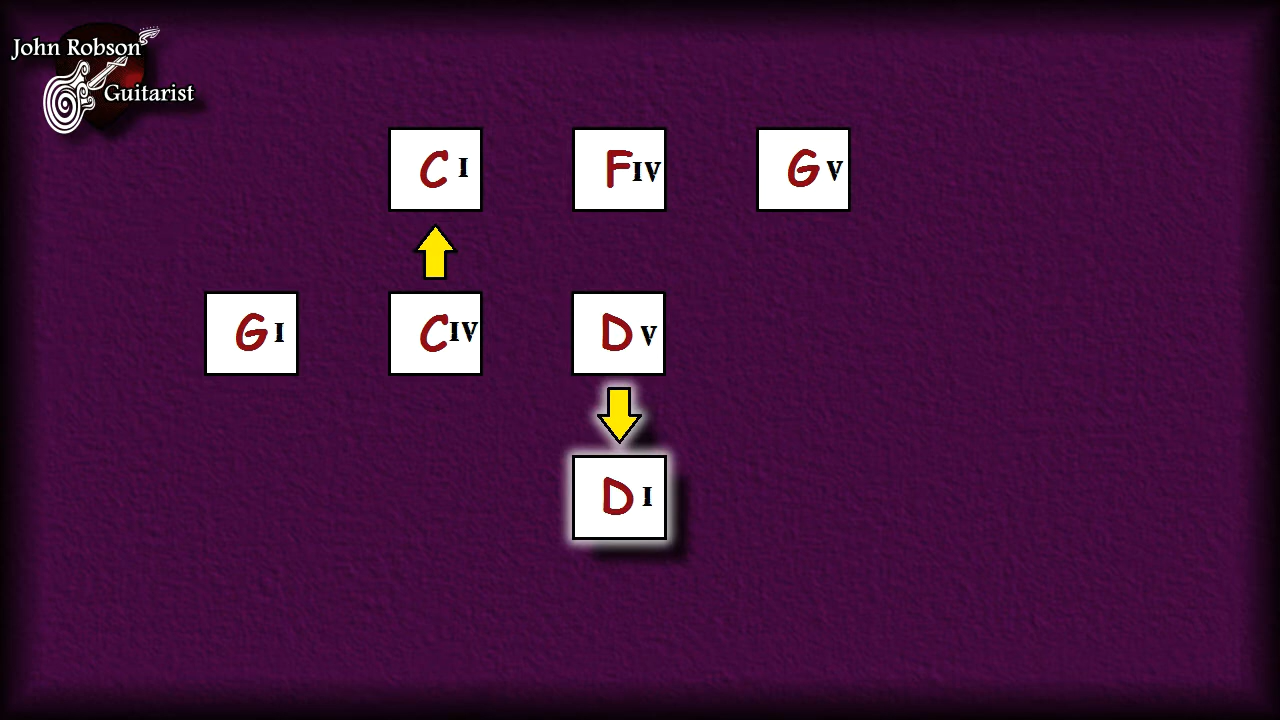 John Robson
Guitarist
C I
F IV
G V
G I
C IV
D V
D I